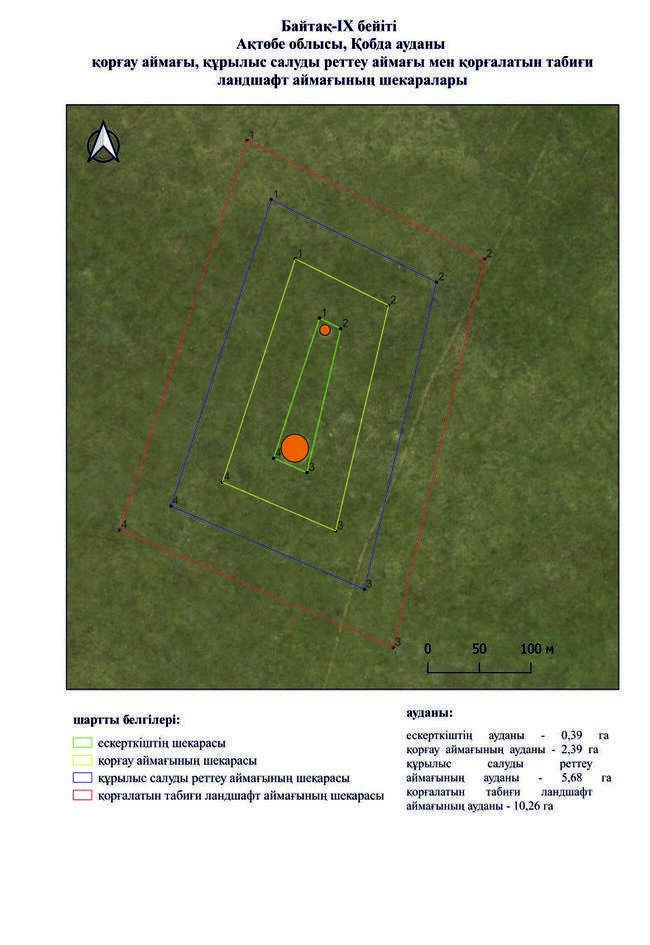 Байтақ-IX бейіті
Ақтөбе облысы, Қобда ауданы
қорғау аймағы, құрылыс салуды реттеу аймағы мен қорғалатын табиғи
ландшафт аймағының шекаралары
1
1
2
2
1
2
1
2
4
3
4
4
3
4
3
3
0 50 100 м
шартты белгілері:
ескерткіштің шекарасы
қорғау аймағының шекарасы
құрылыс салуды реттеу аймағының шекарасы
қорғалатын табиғи ландшафт аймағының шекарасы
ауданы:
ескерткіштің ауданы - 0,39 га
қорғау аймағының ауданы - 2,39 га
құрылыс салуды реттеу
аймағының ауданы - 5,68 га
қорғалатын табиғи ландшафт
аймағының ауданы - 10,26 га